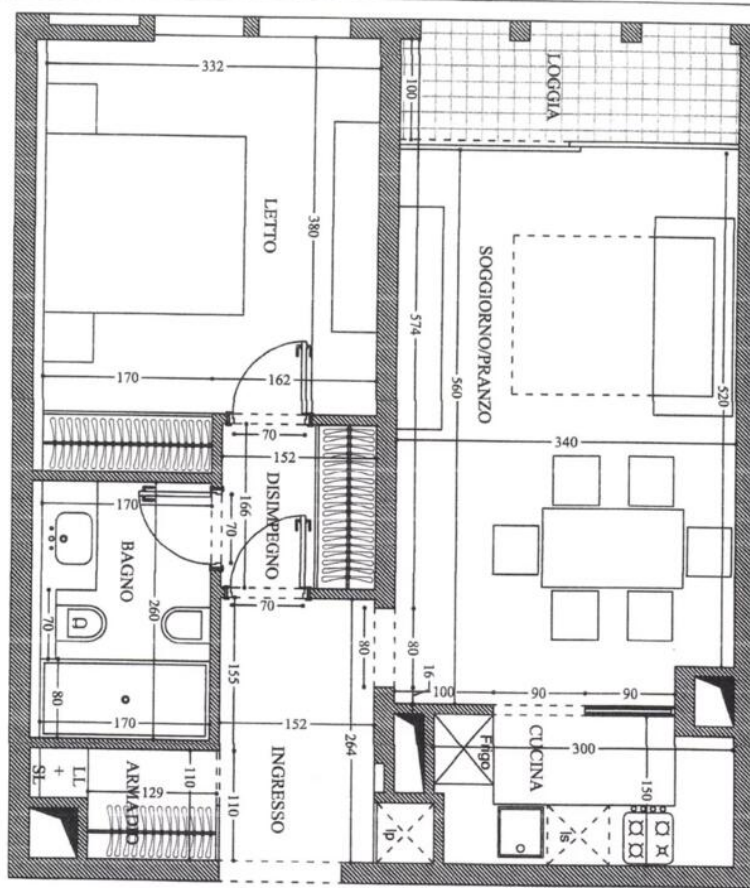 LOGGIA
100
332
380
LETTO
170
162
574
560
SOGGIORNO/PRANZO
520
340
70
152
166
DISIMPEGNO
70
170
BAGNO
260
70
80
170
70
155
152
80
80
16
100
90
90
264
INGRESSO
110
110
129
ARMADIO
LL
+
SL
Frigo
CUCINA
300
150
ls
lp